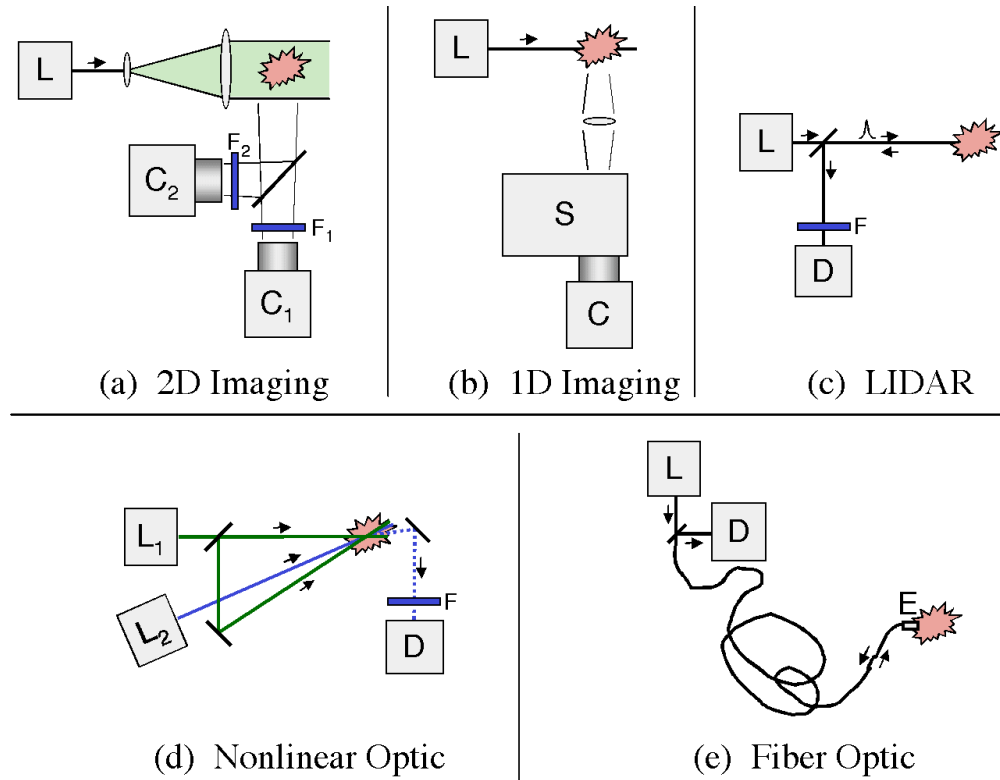 L
F₂
C₂
F₁
C₁
(a) 2D Imaging
L
S
C
(b) 1D Imaging
L
F
D
(c) LIDAR
L₁
L₂
F
D
(d) Nonlinear Optic
L
D
E
(e) Fiber Optic